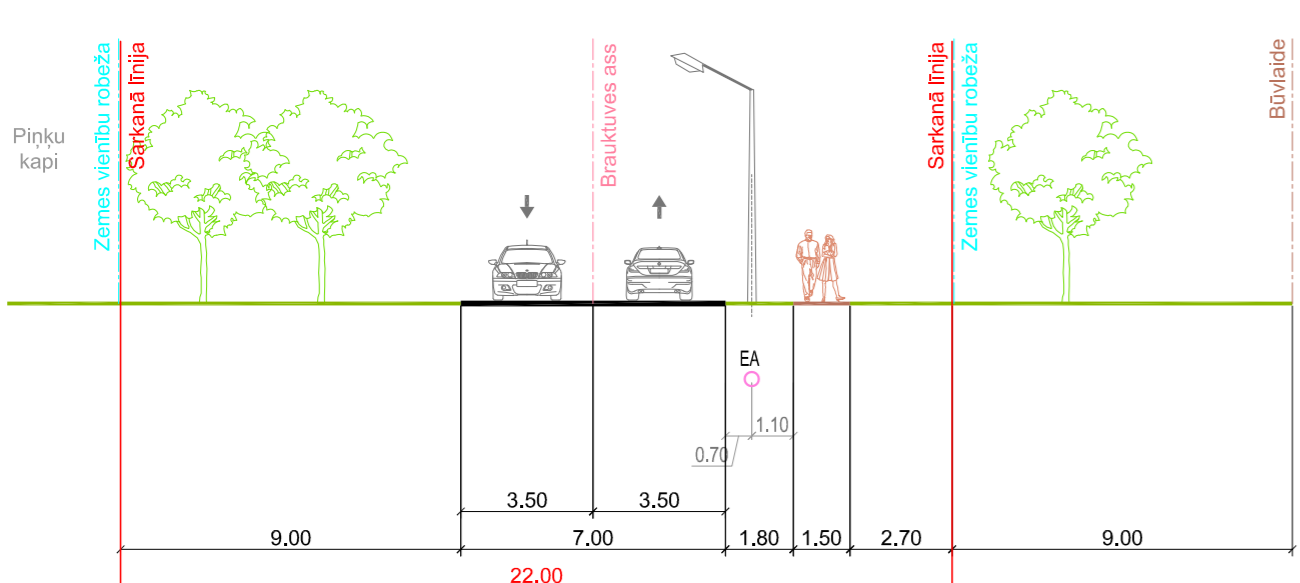 Piņķu
kapi
Zemes vienību robeža
Sarkanā līnija
Brauktuves ass
Sarkanā līnija
Zemes vienību robeža
Būvlaide
EA
1.10
0.70
3.50
3.50
9.00
7.00
1.80
1.50
2.70
9.00
22.00